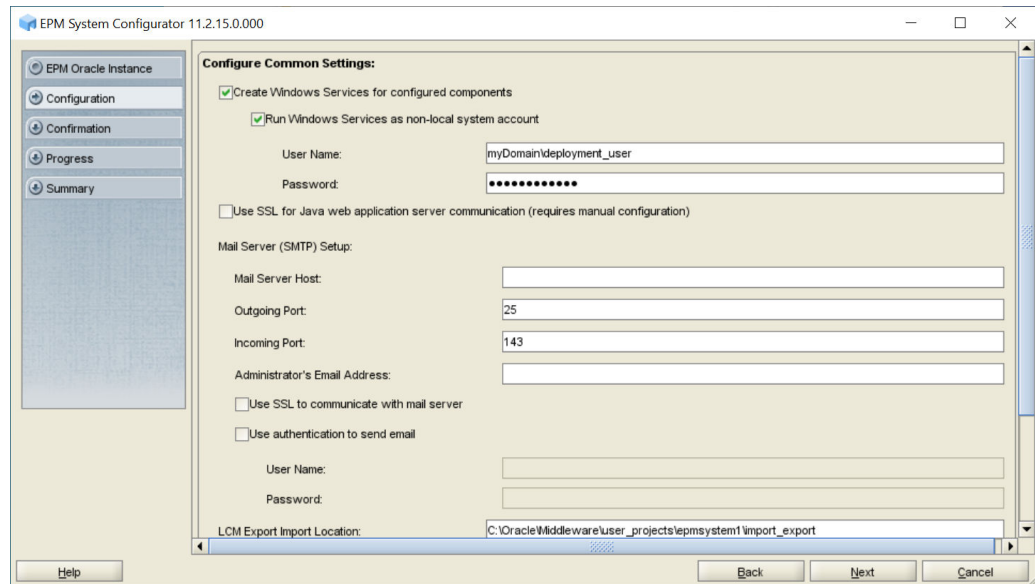 EPM System Configurator 11.2.15.0.000
EPM Oracle Instance
Configuration
Confirmation
Progress
Summary
Configure Common Settings:
Create Windows Services for configured components
Run Windows Services as non-local system account
User Name: myDomain\deployment_user
Password: ••••••••••••
Use SSL for Java web application server communication (requires manual configuration)
Mail Server (SMTP) Setup:
Mail Server Host:
Outgoing Port: 25
Incoming Port: 143
Administrator's Email Address:
Use SSL to communicate with mail server
Use authentication to send email
User Name:
Password:
LCM Export Import Location: C:\Oracle\Middleware\user_projects\epmsystem1\import_export
Help Back Next Cancel